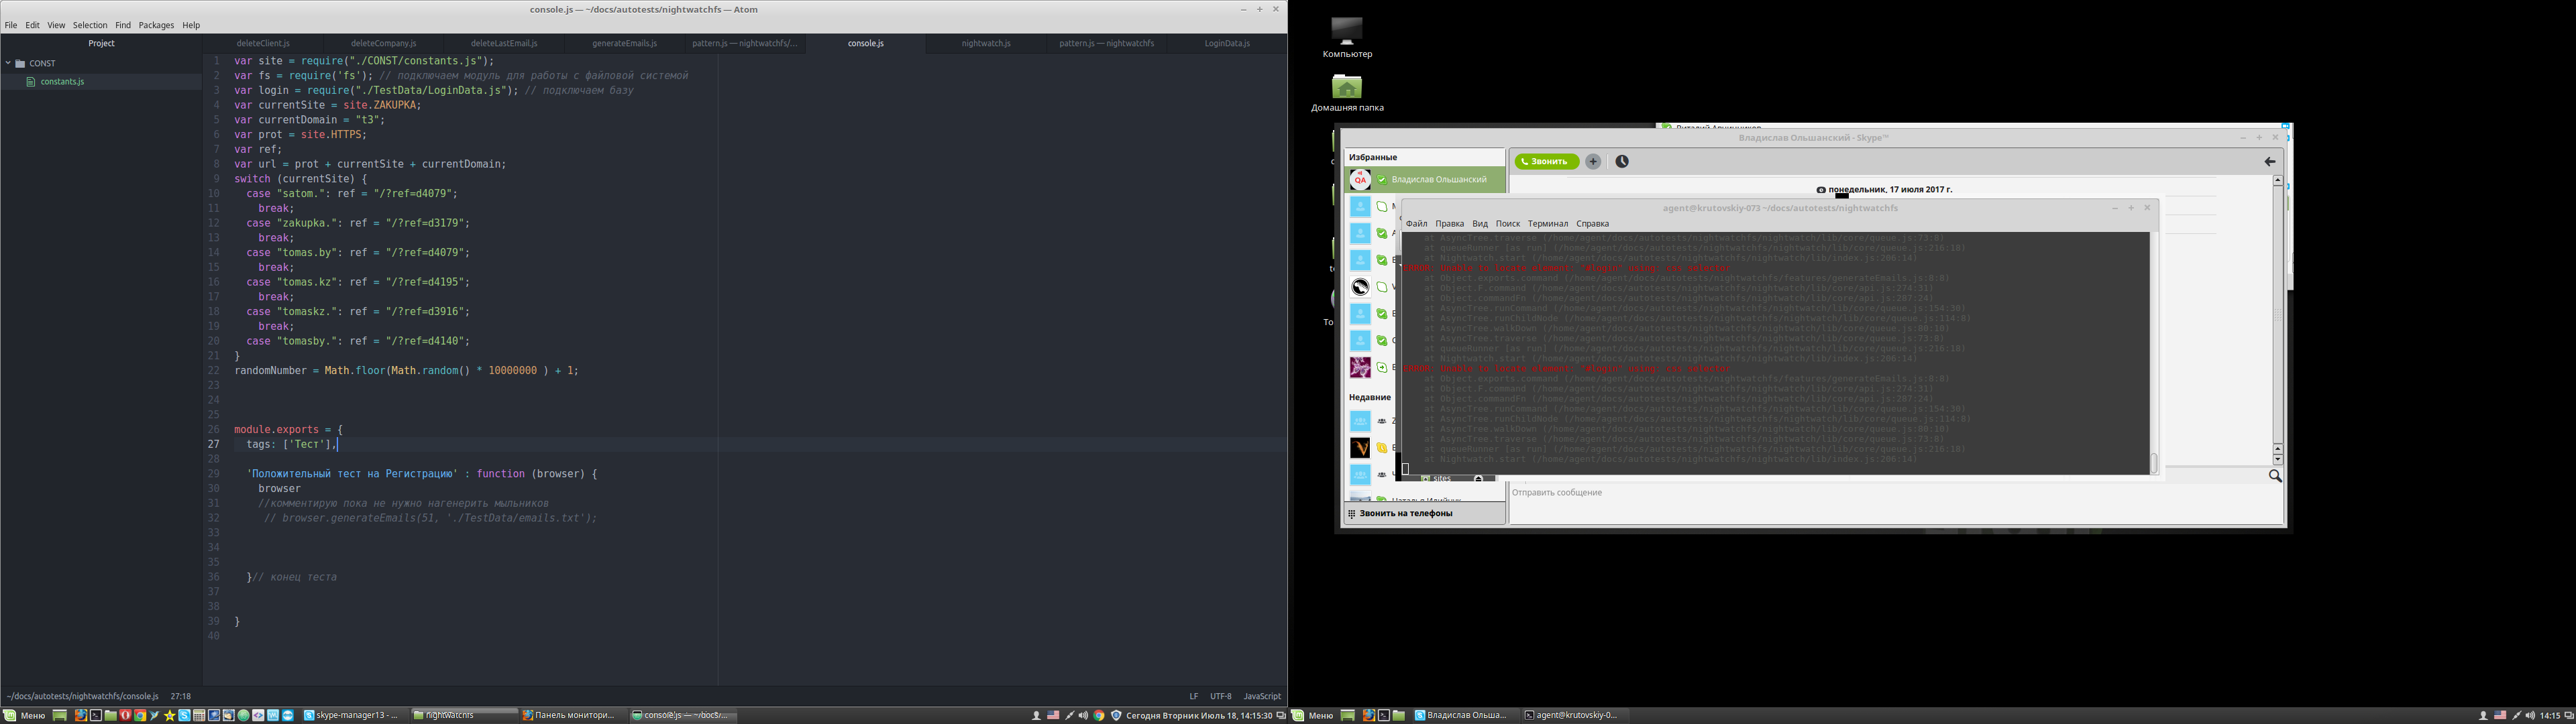 console.js — ~/docs/autotests/nightwatchfs — Atom
File Edit View Selection Find Packages Help
Project
deleteClient.js deleteCompany.js deleteLastEmail.js generateEmails.js pattern.js — nightwatchfs/... console.js nightwatch.js pattern.js — nightwatchfs LoginData.js
CONST
constants.js
1 var site = require("./CONST/constants.js");
2 var fs = require('fs'); // подключаем модуль для работы с файловой системой
3 var login = require("./TestData/LoginData.js"); // подключаем базу
4 var currentSite = site.ZAKUPKA;
5 var currentDomain = "t3";
6 var prot = site.HTTPS;
7 var ref;
8 var url = prot + currentSite + currentDomain;
9 switch (currentSite) {
10 case "satom.": ref = "/?ref=d4079";
11 break;
12 case "zakupka.": ref = "/?ref=d3179";
13 break;
14 case "tomas.by": ref = "/?ref=d4079";
15 break;
16 case "tomas.kz": ref = "/?ref=d4195";
17 break;
18 case "tomaskz.": ref = "/?ref=d3916";
19 break;
20 case "tomasby.": ref = "/?ref=d4140";
21 }
22 randomNumber = Math.floor(Math.random() * 10000000 ) + 1;
23
24
25
26 module.exports = {
27 tags: ['Тест'],
28
29 'Положительный тест на Регистрацию' : function (browser) {
30 browser
31 //комментирую пока не нужно нагенерить мыльников
32 // browser.generateEmails(51, './TestData/emails.txt');
33
34
35
36 }// конец теста
37
38
39 }
40
~/docs/autotests/nightwatchfs/console.js 27:18
LF UTF-8 JavaScript
Меню
skype-manager13 - ...
nightwatchfs
Панель монитори...
console.js — ~/docs/...
Сегодня Вторник Июль 18, 14:15:30
Компьютер
Домашняя папка
Владислав Ольшанский - Skype™
Избранные
Звонить
QA
Владислав Ольшанский
понедельник, 17 июля 2017 г.
agent@krutovskiy-073 ~/docs/autotests/nightwatchfs
Файл Правка Вид Поиск Терминал Справка
at AsyncTree.traverse (/home/agent/docs/autotests/nightwatchfs/nightwatch/lib/core/queue.js:73:8)
at queueRunner [as run] (/home/agent/docs/autotests/nightwatchfs/nightwatch/lib/core/queue.js:216:18)
at Nightwatch.start (/home/agent/docs/autotests/nightwatchfs/nightwatch/lib/index.js:206:14)
at Object.exports.command (/home/agent/docs/autotests/nightwatchfs/nightwatch/features/generateEmails.js:8:8)
at Object.F.command (/home/agent/docs/autotests/nightwatchfs/nightwatch/lib/core/api.js:274:31)
at Object.commandFn (/home/agent/docs/autotests/nightwatchfs/nightwatch/lib/core/api.js:287:24)
at AsyncTree.runCommand (/home/agent/docs/autotests/nightwatchfs/nightwatch/lib/core/queue.js:154:30)
at AsyncTree.runChildNode (/home/agent/docs/autotests/nightwatchfs/nightwatch/lib/core/queue.js:114:8)
at AsyncTree.walkDown (/home/agent/docs/autotests/nightwatchfs/nightwatch/lib/core/queue.js:80:10)
at AsyncTree.traverse (/home/agent/docs/autotests/nightwatchfs/nightwatch/lib/core/queue.js:73:8)
at queueRunner [as run] (/home/agent/docs/autotests/nightwatchfs/nightwatch/lib/core/queue.js:216:18)
at Nightwatch.start (/home/agent/docs/autotests/nightwatchfs/nightwatch/lib/index.js:206:14)
at Object.exports.command (/home/agent/docs/autotests/nightwatchfs/nightwatch/features/generateEmails.js:8:8)
at Object.F.command (/home/agent/docs/autotests/nightwatchfs/nightwatch/lib/core/api.js:274:31)
at Object.commandFn (/home/agent/docs/autotests/nightwatchfs/nightwatch/lib/core/api.js:287:24)
at AsyncTree.runCommand (/home/agent/docs/autotests/nightwatchfs/nightwatch/lib/core/queue.js:154:30)
at AsyncTree.runChildNode (/home/agent/docs/autotests/nightwatchfs/nightwatch/lib/core/queue.js:114:8)
at AsyncTree.walkDown (/home/agent/docs/autotests/nightwatchfs/nightwatch/lib/core/queue.js:80:10)
at AsyncTree.traverse (/home/agent/docs/autotests/nightwatchfs/nightwatch/lib/core/queue.js:73:8)
at queueRunner [as run] (/home/agent/docs/autotests/nightwatchfs/nightwatch/lib/core/queue.js:216:18)
at Nightwatch.start (/home/agent/docs/autotests/nightwatchfs/nightwatch/lib/index.js:206:14)
Недавние
sites
Отправить сообщение
Звонить на телефоны
Меню
Владислав Ольша...
agent@krutovskiy-0...
14:15